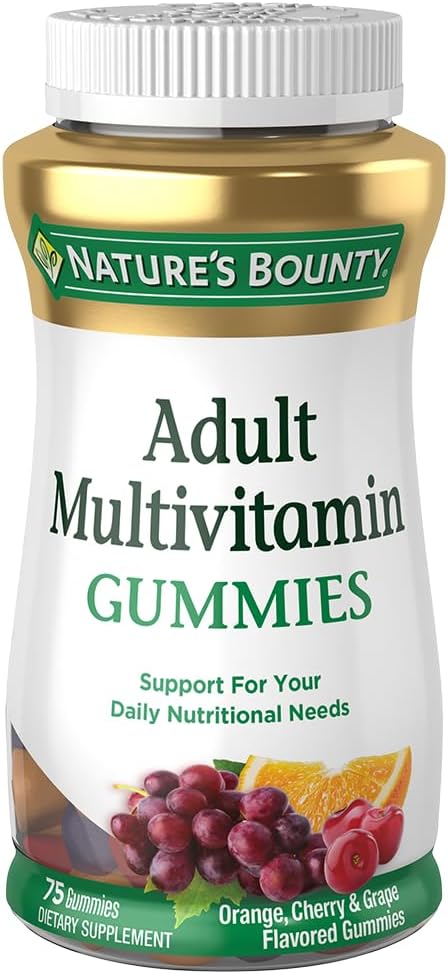 NATURE'S BOUNTY®
Adult
Multivitamin
GUMMIES
Support For Your
Daily Nutritional Needs
75 Gummies
DIETARY SUPPLEMENT
Orange, Cherry & Grape
Flavored Gummies